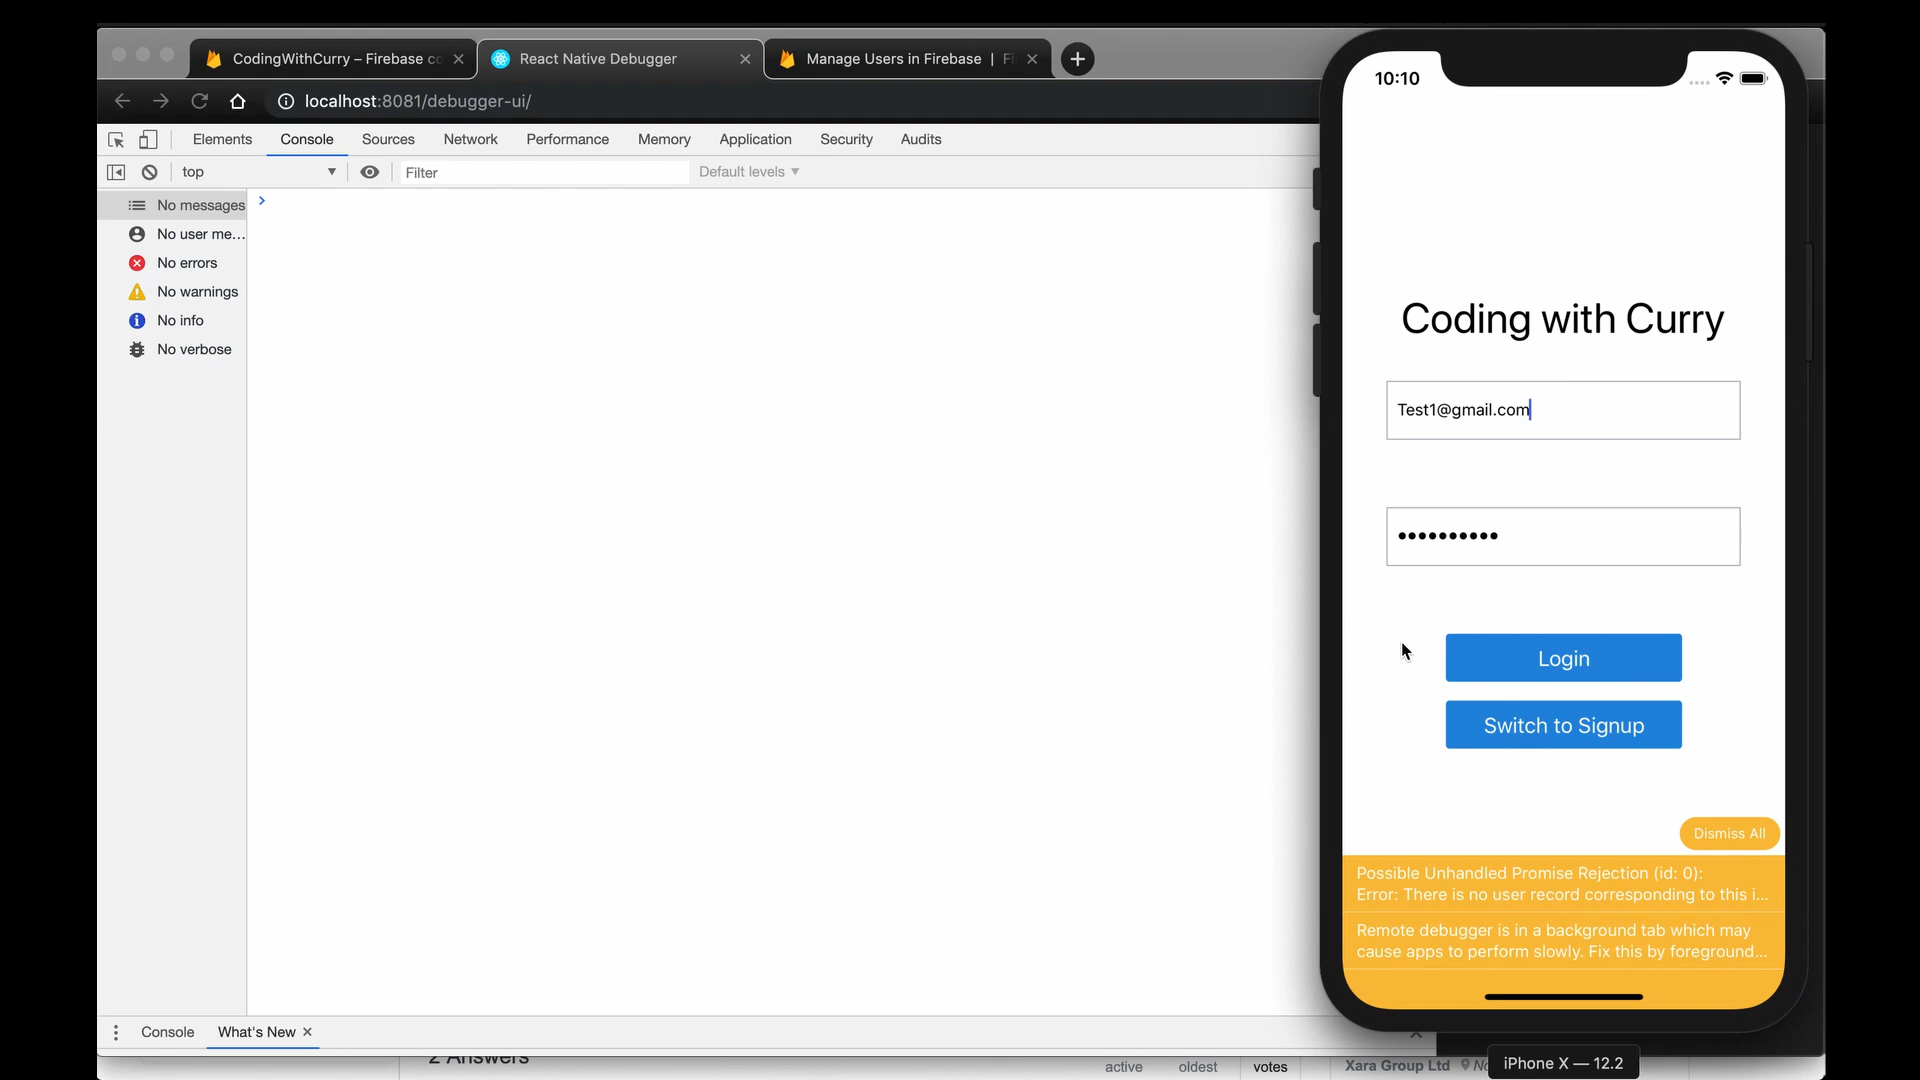 CodingWithCurry – Firebase co
React Native Debugger
Manage Users in Firebase | Fi
localhost:8081/debugger-ui/
Elements Console Sources Network Performance Memory Application Security Audits
top
Filter
Default levels
No messages
No user me...
No errors
No warnings
No info
No verbose
Console
What's New
2 Answers
active oldest votes
Xara Group Ltd
10:10
Coding with Curry
Test1@gmail.com
Login
Switch to Signup
Dismiss All
Possible Unhandled Promise Rejection (id: 0):
Error: There is no user record corresponding to this i...
Remote debugger is in a background tab which may
cause apps to perform slowly. Fix this by foreground...
iPhone X — 12.2